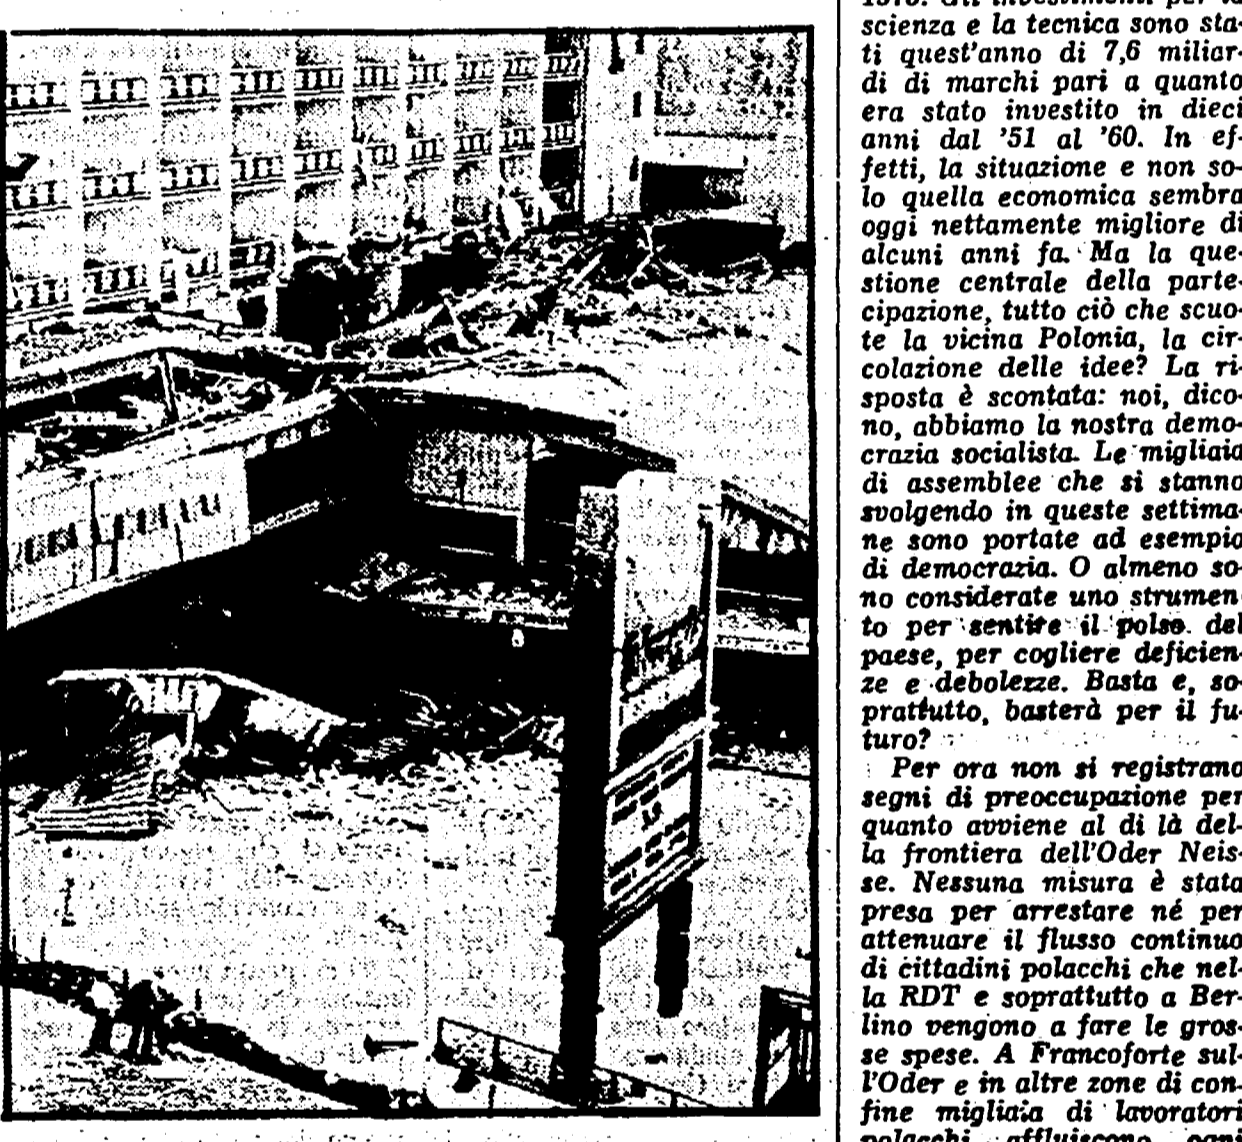 scienza e la tecnica sono sta-
ti quest'anno di 7,6 miliar-
di di marchi pari a quanto
era stato investito in dieci
anni dal '51 al '60. In ef-
fetti, la situazione e non so-
lo quella economica sembra
oggi nettamente migliore di
alcuni anni fa. Ma la que-
stione centrale della parte-
cipazione, tutto ciò che scuo-
te la vicina Polonia, la cir-
colazione delle idee? La ri-
sposta è scontata: noi, dico-
no, abbiamo la nostra demo-
crazia socialista. Le migliaia
di assemblee che si stanno
svolgendo in queste settima-
ne sono portate ad esempio
di democrazia. O almeno so-
no considerate uno strumen-
to per sentire il polso del
paese, per cogliere deficien-
ze e debolezze. Basta e, so-
prattutto, basterà per il fu-
turo?
Per ora non si registrano
segni di preoccupazione per
quanto avviene al di là del-
la frontiera dell'Oder Neis-
se. Nessuna misura è stata
presa per arrestare né per
attenuare il flusso continuo
di cittadini polacchi che nel-
la RDT e soprattutto a Ber-
lino vengono a fare le gros-
se spese. A Francoforte sul-
l'Oder e in altre zone di con-
fine migliaia di lavoratori
polacchi affluiscono ogni